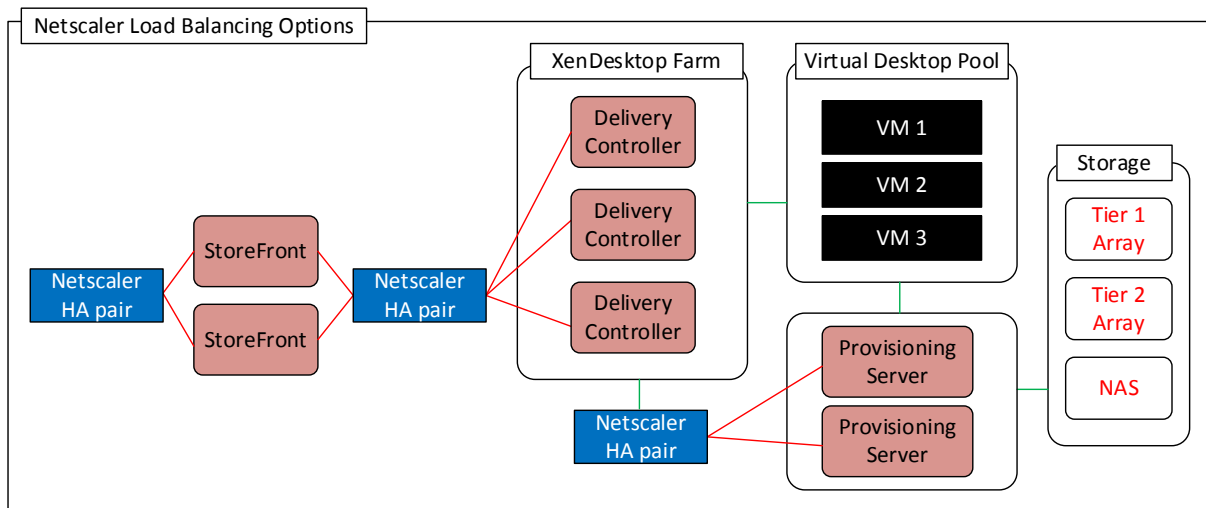 Netscaler Load Balancing Options
XenDesktop Farm
Virtual Desktop Pool
Storage
Netscaler
HA pair
StoreFront
StoreFront
Netscaler
HA pair
Delivery
Controller
Delivery
Controller
Delivery
Controller
Netscaler
HA pair
VM 1
VM 2
VM 3
Provisioning
Server
Provisioning
Server
Tier 1
Array
Tier 2
Array
NAS